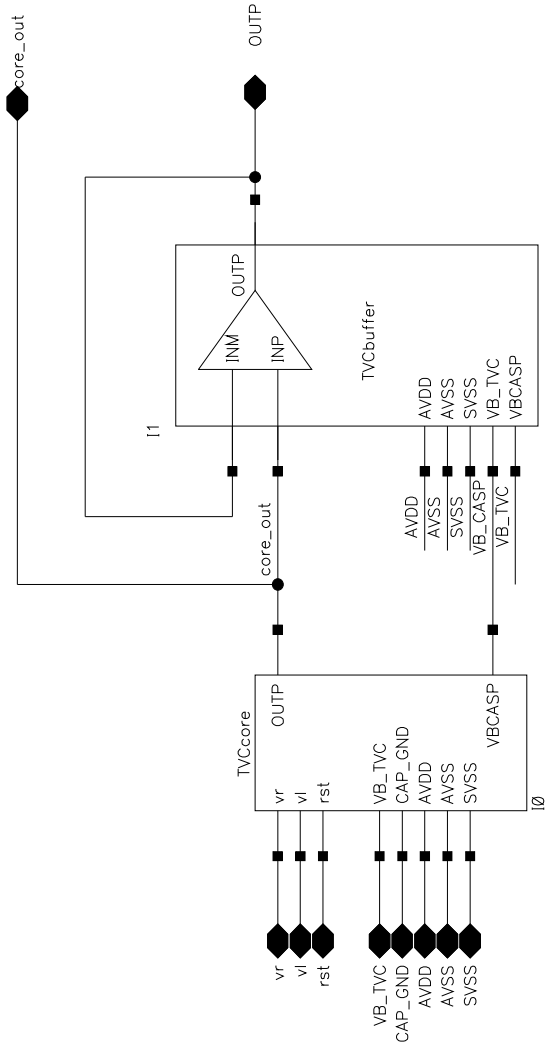 core_out
OUTP
OUTP
INM
INP
TVCbuffer
I1
AVDD
AVSS
SVSS
VB_TVC
VBCASP
AVDD
AVSS
SVSS
VB_CASP
VB_TVC
core_out
TVCcore
OUTP
VBCASP
vr
vl
rst
VB_TVC
CAP_GND
AVDD
AVSS
SVSS
I0
vr
vl
rst
VB_TVC
CAP_GND
AVDD
AVSS
SVSS